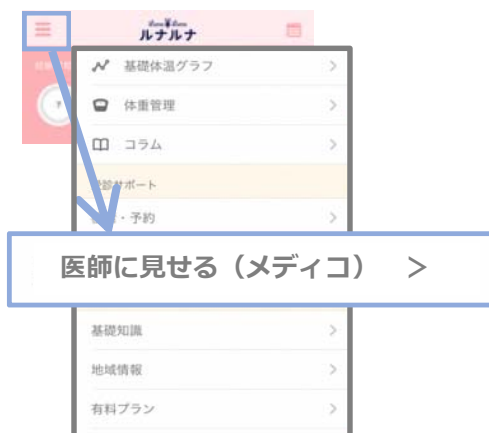 ルナルナ
基礎体温グラフ >
体重管理 >
コラム >
サポート
・予約 >
医師に見せる（メディコ） >
基礎知識 >
地域情報 >
有料プラン >